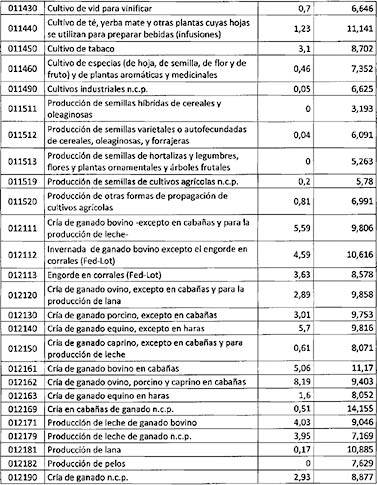 011430 Cultivo de vid para vinificar 0,7 6,646
011440 Cultivo de té, yerba mate y otras plantas cuyas hojas
se utilizan para preparar bebidas (infusiones) 1,23 11,141
011450 Cultivo de tabaco 3,1 8,702
011460 Cultivo de especias (de hoja, de semilla, de flor y de
fruto) y de plantas aromáticas y medicinales 0,46 7,352
011490 Cultivos industriales n.c.p. 0,05 6,625
011511 Producción de semillas híbridas de cereales y
oleaginosas 0 3,193
011512 Producción de semillas varietales o autofecundadas
de cereales, oleaginosas, y forrajeras 0,04 6,091
011513 Producción de semillas de hortalizas y legumbres,
flores y plantas ornamentales y árboles frutales 0 5,263
011519 Producción de semillas de cultivos agrícolas n.c.p. 0,2 5,78
011520 Producción de otras formas de propagación de
cultivos agrícolas 0,81 6,991
012111 Cría de ganado bovino -excepto en cabañas y para la
producción de leche- 5,59 9,806
012112 Invernada de ganado bovino excepto el engorde en
corrales (Fed-Lot) 4,59 10,616
012113 Engorde en corrales (Fed-Lot) 3,63 8,578
012120 Cría de ganado ovino, excepto en cabañas y para la
producción de lana 2,89 9,858
012130 Cría de ganado porcino, excepto en cabañas 3,01 9,753
012140 Cría de ganado equino, excepto en haras 5,7 9,816
012150 Cría de ganado caprino, excepto en cabañas y para
producción de leche 0,61 8,071
012161 Cría de ganado bovino en cabañas 5,06 11,17
012162 Cría de ganado ovino, porcino y caprino en cabañas 8,19 9,403
012163 Cría de ganado equino en haras 1,6 8,052
012169 Cría en cabañas de ganado n.c.p. 0,51 14,155
012171 Producción de leche de ganado bovino 4,03 9,046
012179 Producción de leche de ganado n.c.p. 3,95 7,169
012181 Producción de lana 0,17 10,885
012182 Producción de pelos 0 7,629
012190 Cría de ganado n.c.p. 2,93 8,877